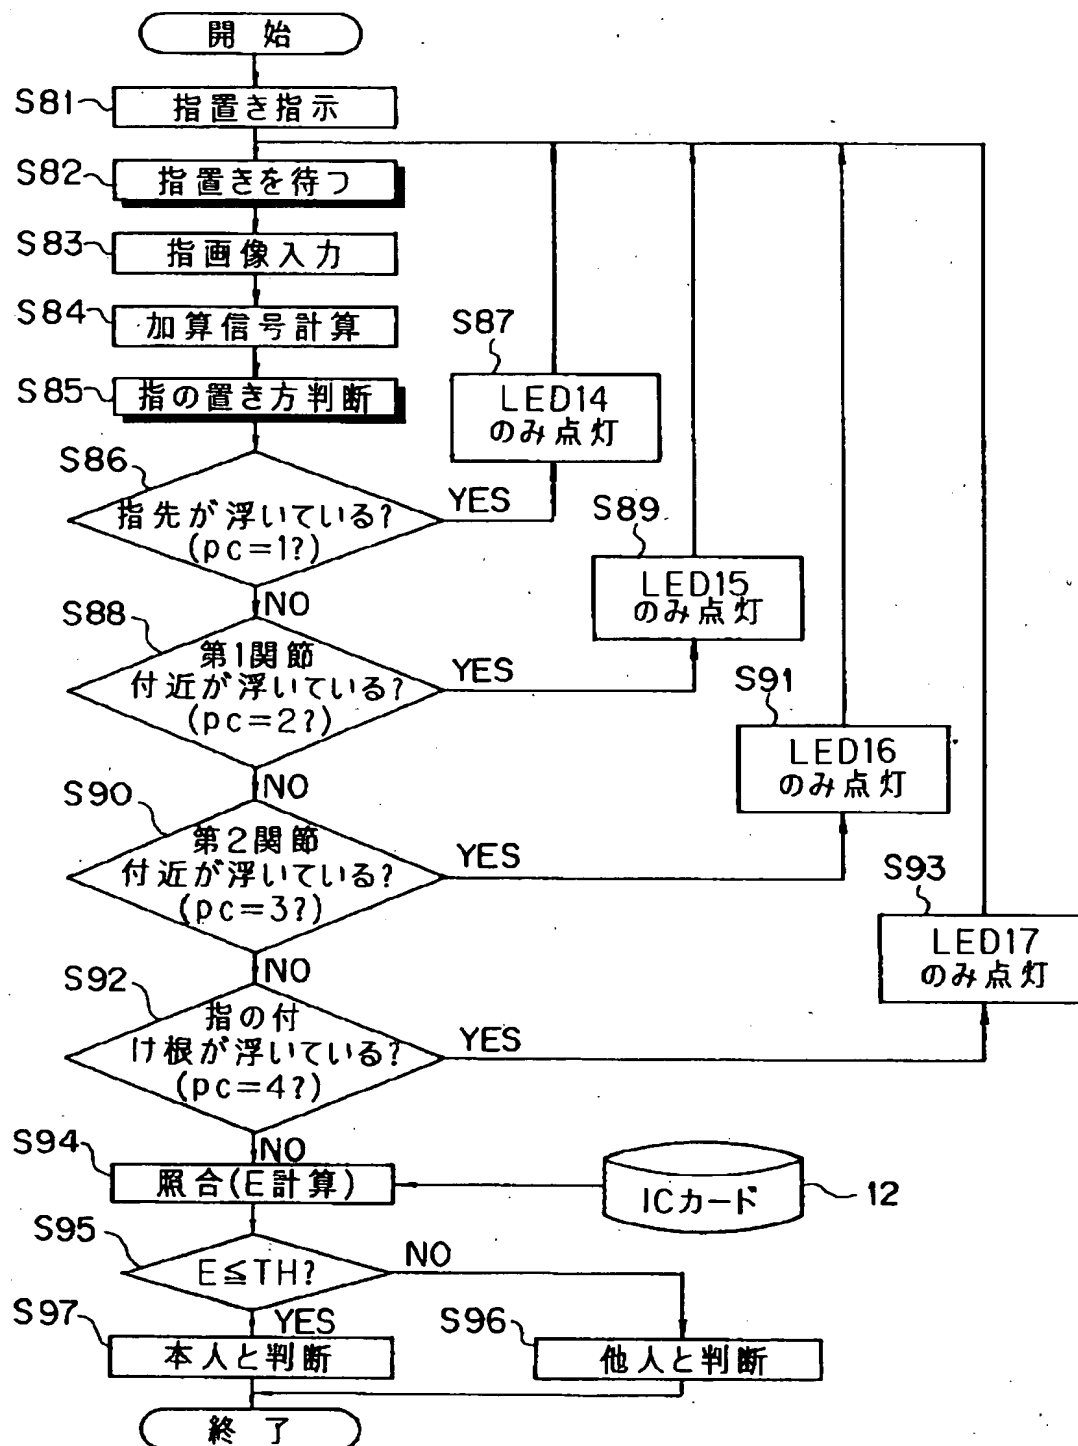 開始
S81
指置き指示
S82
指置きを待つ
S83
指画像入力
S84
加算信号計算
S85
指の置き方判断
S86
指先が浮いている?
(pc=1?)
YES
S87
LED14
のみ点灯
NO
S88
第1関節
付近が浮いている?
(pc=2?)
YES
S89
LED15
のみ点灯
NO
S90
第2関節
付近が浮いている?
(pc=3?)
YES
S91
LED16
のみ点灯
NO
S92
指の付
け根が浮いている?
(pc=4?)
YES
S93
LED17
のみ点灯
NO
S94
照合(E計算)
ICカード
12
S95
E≦TH?
NO
YES
S97
本人と判断
S96
他人と判断
終了